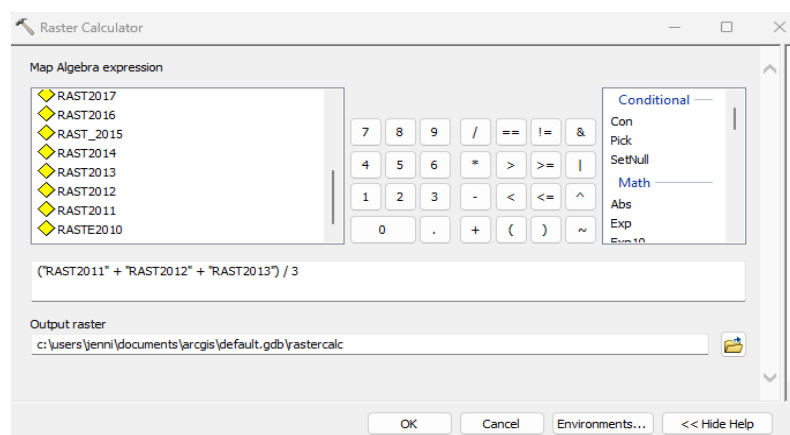 Raster Calculator
Map Algebra expression
RAST2017
RAST2016
RAST_2015
RAST2014
RAST2013
RAST2012
RAST2011
RASTE2010
7 8 9 / == != &
4 5 6 * > >= |
1 2 3 - < <= ^
0 . + ( ) ~
Conditional
Con
Pick
SetNull
Math
Abs
Exp
Exp10
("RAST2011" + "RAST2012" + "RAST2013") / 3
Output raster
c:\users\jenni\documents\arcgis\default.gdb\rastercalc
OK Cancel Environments... << Hide Help